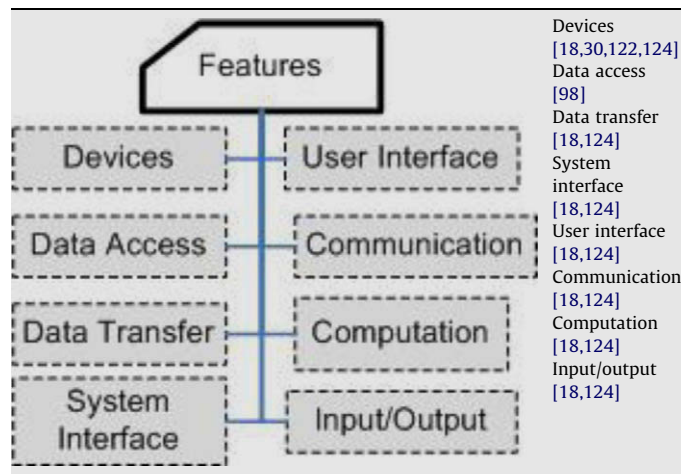 Features
Devices
User Interface
Data Access
Communication
Data Transfer
Computation
System
Interface
Input/Output
Devices
[18,30,122,124]
Data access
[98]
Data transfer
[18,124]
System
interface
[18,124]
User interface
[18,124]
Communication
[18,124]
Computation
[18,124]
Input/output
[18,124]